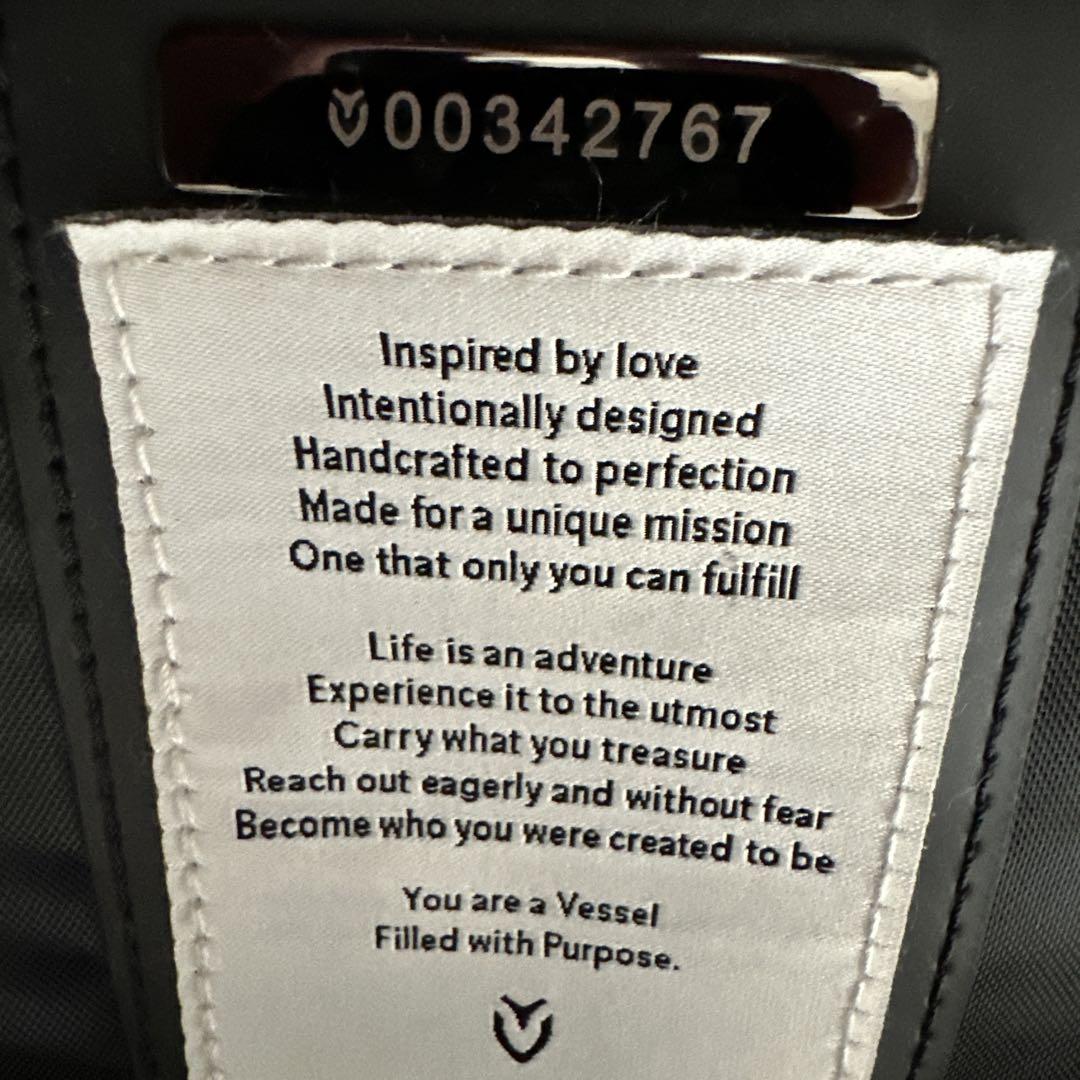 00342767
Inspired by love
Intentionally designed
Handcrafted to perfection
Made for a unique mission
One that only you can fulfill
Life is an adventure
Experience it to the utmost
Carry what you treasure
Reach out eagerly and without fear
Become who you were created to be
You are a Vessel
Filled with Purpose.